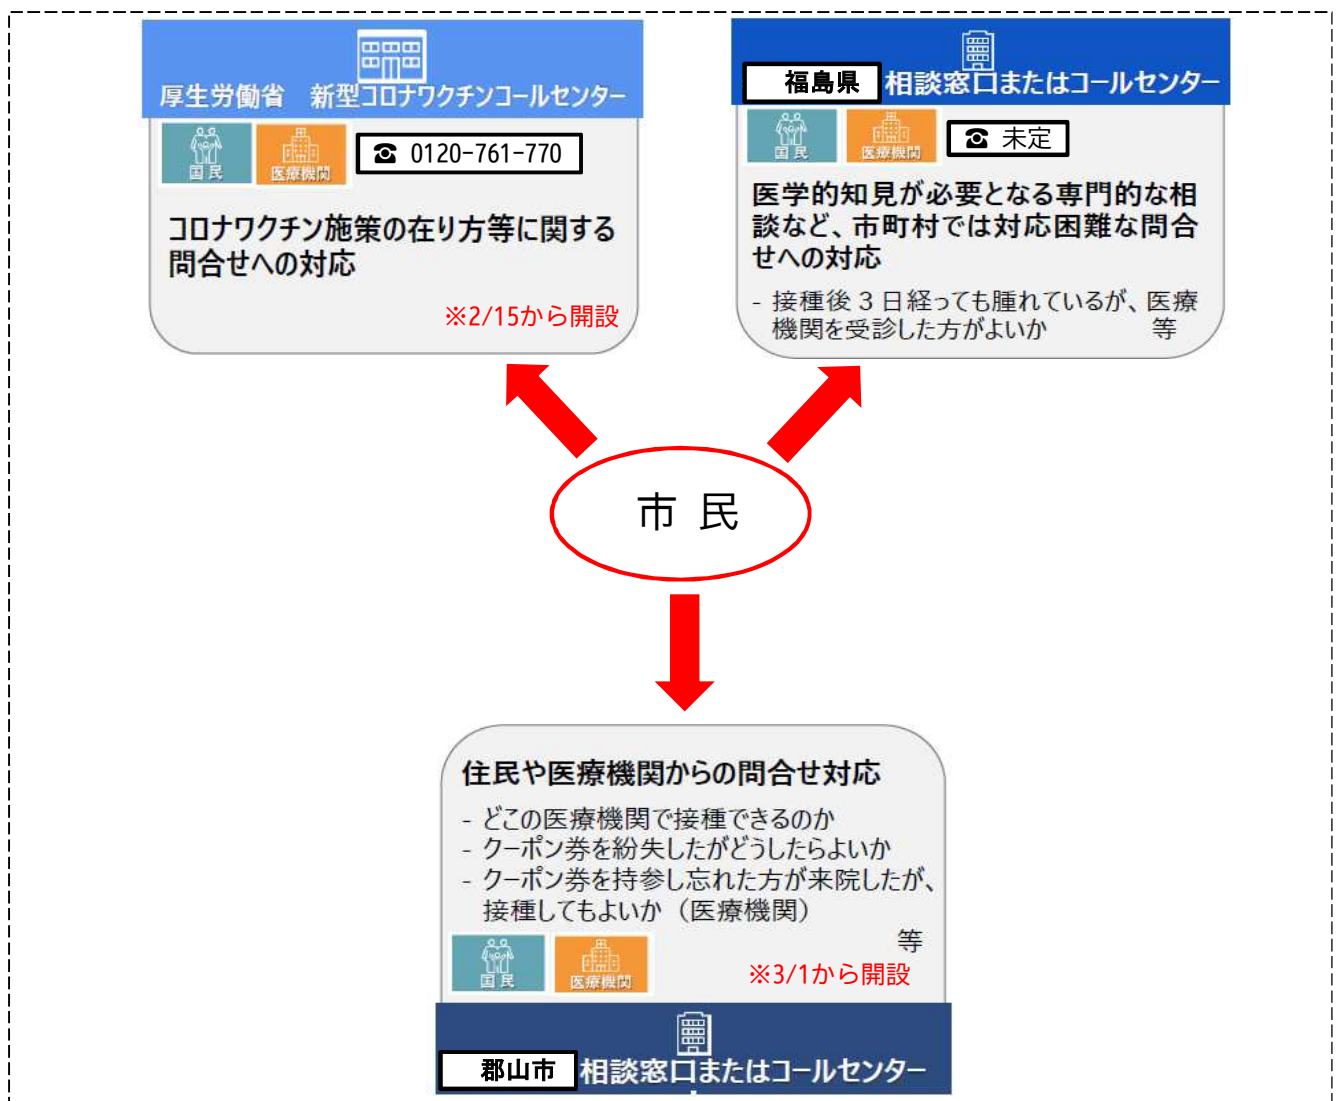 厚生労働省　新型コロナワクチンコールセンター
国民
医療機関
☎ 0120-761-770
コロナワクチン施策の在り方等に関する
問合せへの対応
※2/15から開設
福島県 相談窓口またはコールセンター
国民
医療機関
☎ 未定
医学的知見が必要となる専門的な相
談など、市町村では対応困難な問合
せへの対応
- 接種後３日経っても腫れているが、医療
機関を受診した方がよいか　等
市 民
住民や医療機関からの問合せ対応
- どこの医療機関で接種できるのか
- クーポン券を紛失したがどうしたらよいか
- クーポン券を持参し忘れた方が来院したが、
接種してもよいか（医療機関）
等
国民
医療機関
※3/1から開設
郡山市 相談窓口またはコールセンター